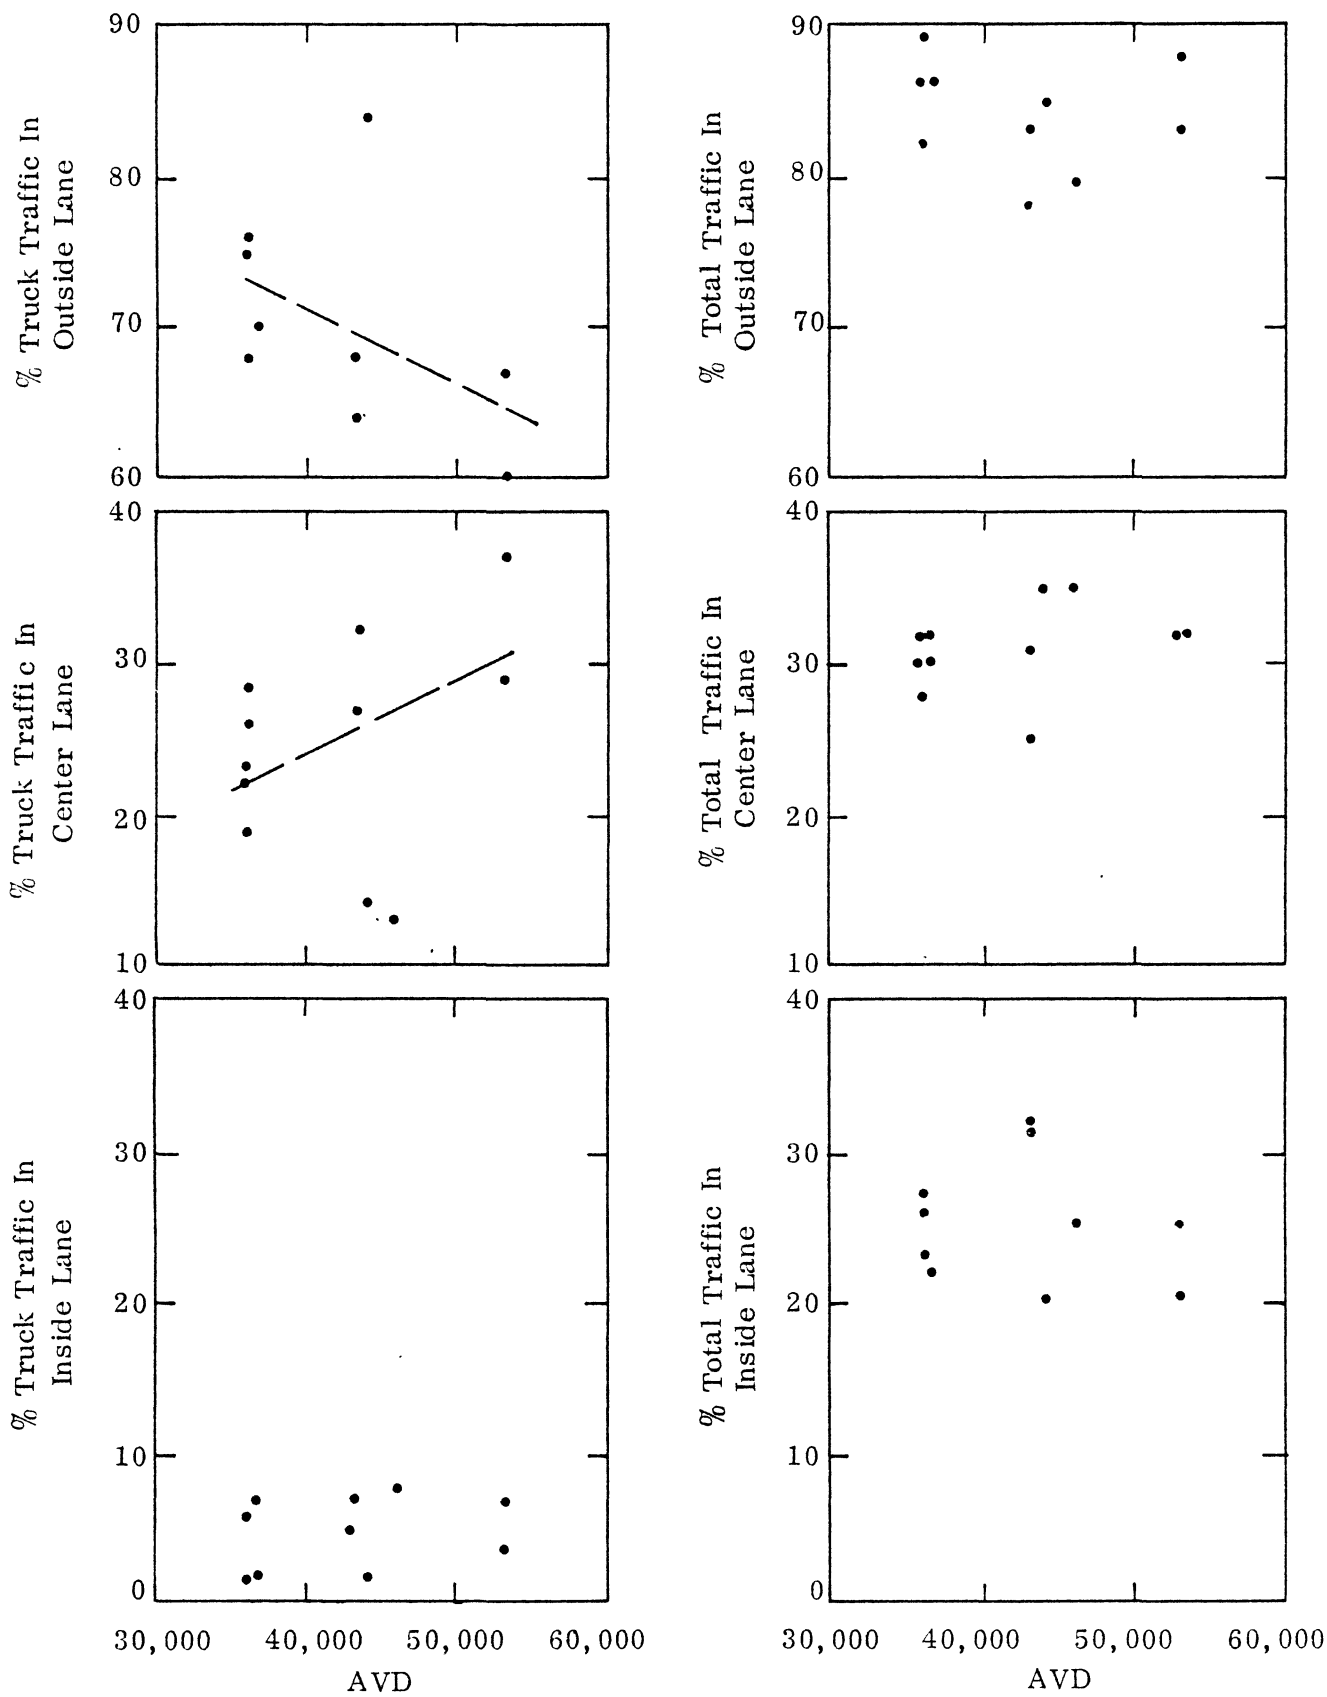 90
80
70
60
% Truck Traffic In
Outside Lane
90
80
70
60
% Total Traffic In
Outside Lane
40
30
20
10
% Truck Traffic In
Center Lane
40
30
20
10
% Total Traffic In
Center Lane
40
30
20
10
0
% Truck Traffic In
Inside Lane
30,000 40,000 50,000 60,000
AVD
40
30
20
10
0
% Total Traffic In
Inside Lane
30,000 40,000 50,000 60,000
AVD